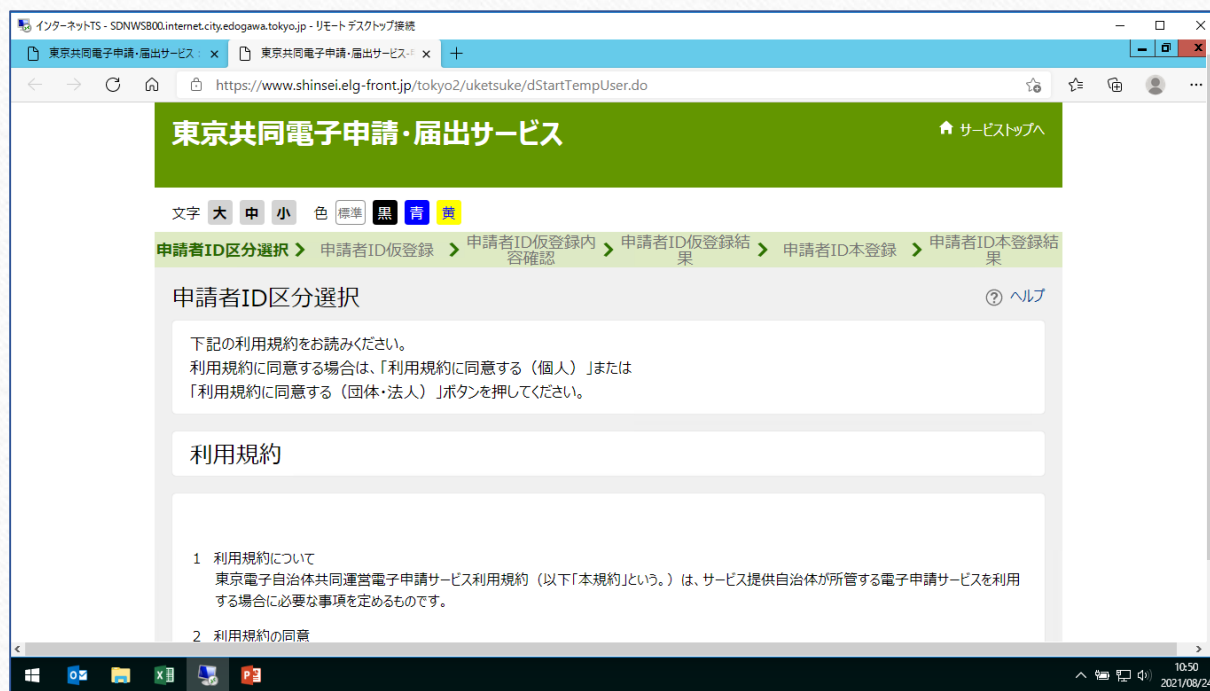 インターネットTS - SDNWSB00.internet.city.edogawa.tokyo.jp - リモート デスクトップ接続
東京共同電子申請・届出サービス :
東京共同電子申請・届出サービス-
https://www.shinsei.elg-front.jp/tokyo2/uketsuke/dStartTempUser.do
東京共同電子申請・届出サービス
サービストップへ
文字 大 中 小 色 標準 黒 青 黄
申請者ID区分選択 申請者ID仮登録 申請者ID仮登録内容確認 申請者ID仮登録結果 申請者ID本登録 申請者ID本登録結果
申請者ID区分選択
? ヘルプ
下記の利用規約をお読みください。
利用規約に同意する場合は、「利用規約に同意する（個人）」または
「利用規約に同意する（団体・法人）」ボタンを押してください。
利用規約
1 利用規約について
東京電子自治体共同運営電子申請サービス利用規約（以下「本規約」という。）は、サービス提供自治体が所管する電子申請サービスを利用
する場合に必要な事項を定めるものです。
2 利用規約の同意
10:50
2021/08/24